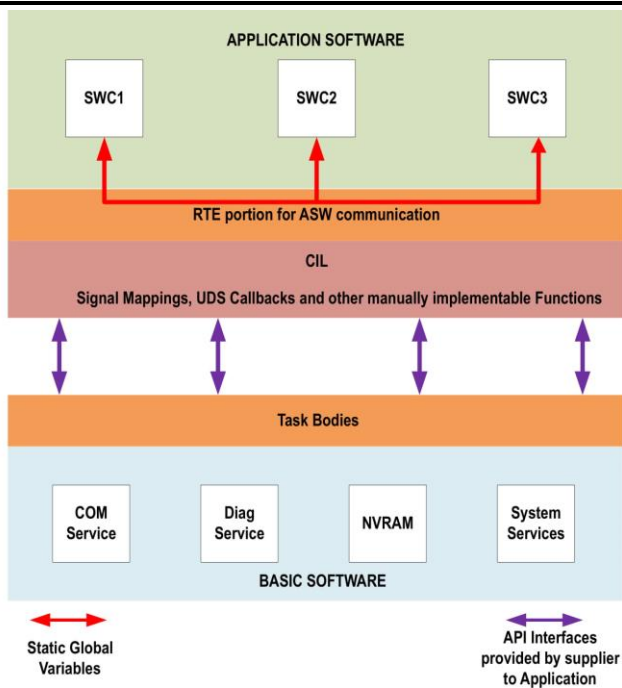 APPLICATION SOFTWARE
SWC1
SWC2
SWC3
RTE portion for ASW communication
CIL
Signal Mappings, UDS Callbacks and other manually implementable Functions
Task Bodies
COM
Service
Diag
Service
NVRAM
System
Services
BASIC SOFTWARE
Static Global
Variables
API Interfaces
provided by supplier
to Application